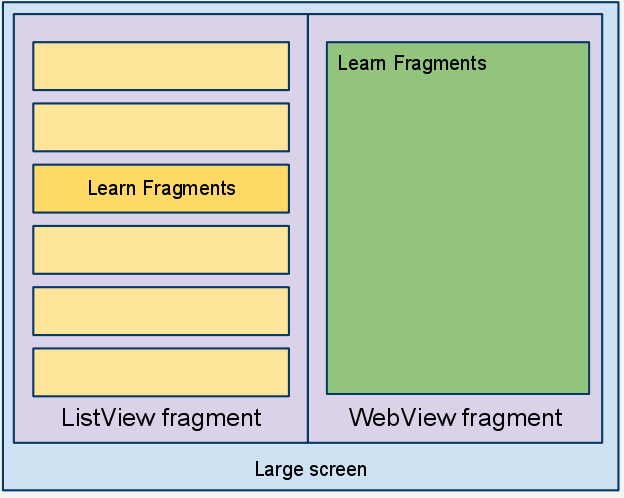 Learn Fragments
ListView fragment
Learn Fragments
WebView fragment
Large screen